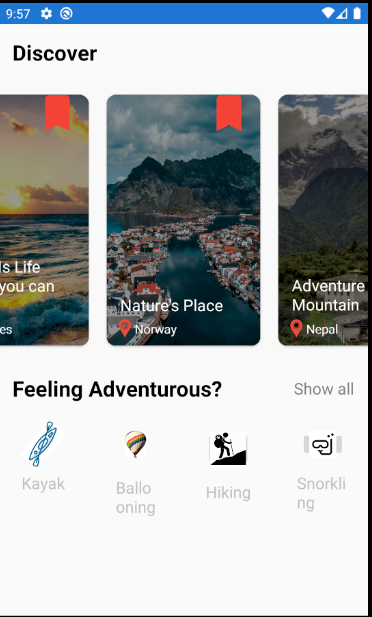 9:57
Discover
Is Life
you can
es
Nature's Place
Norway
Adventure
Mountain
Nepal
Feeling Adventurous?
Show all
Kayak
Ballo
oning
Hiking
Snorkli
ng